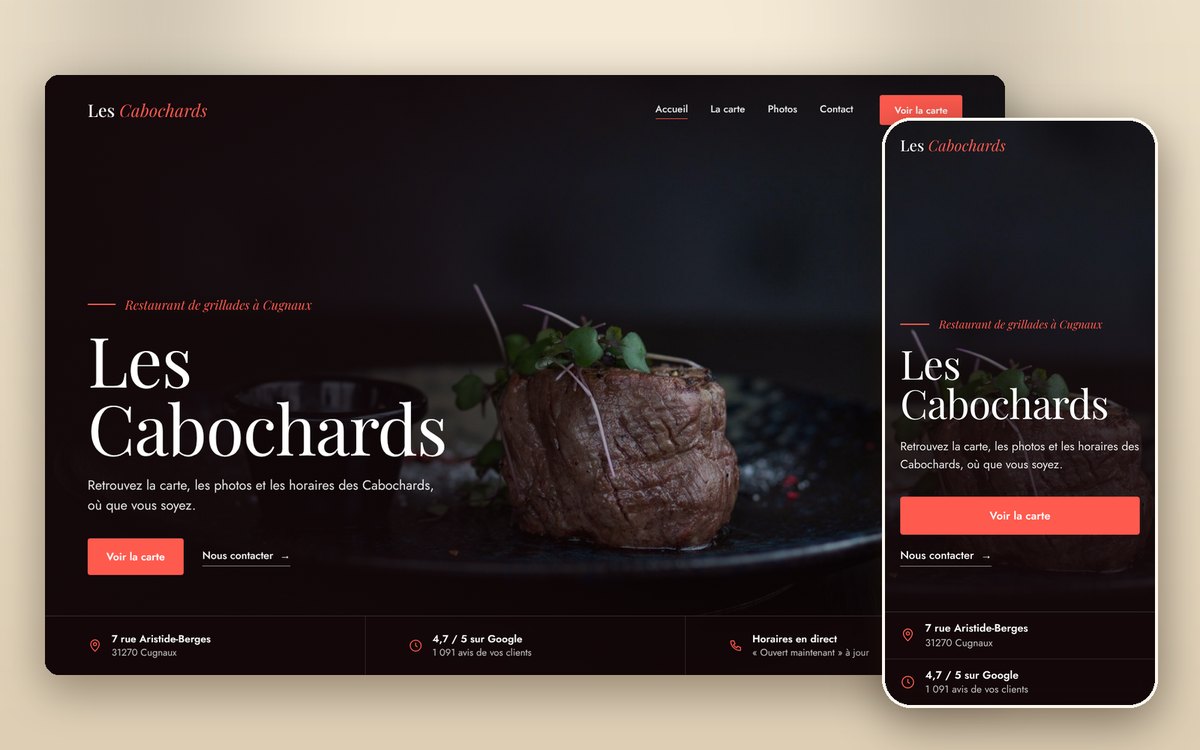 Les Cabochards
Accueil
La carte
Photos
Contact
Voir la carte
Restaurant de grillades à Cugnaux
Les
Cabochards
Retrouvez la carte, les photos et les horaires des Cabochards,
où que vous soyez.
Voir la carte
Nous contacter →
7 rue Aristide-Berges
31270 Cugnaux
4,7 / 5 sur Google
1 091 avis de vos clients
Horaires en direct
« Ouvert maintenant » à jour
Les Cabochards
Restaurant de grillades à Cugnaux
Les
Cabochards
Retrouvez la carte, les photos et les horaires des
Cabochards, où que vous soyez.
Voir la carte
Nous contacter →
7 rue Aristide-Berges
31270 Cugnaux
4,7 / 5 sur Google
1 091 avis de vos clients